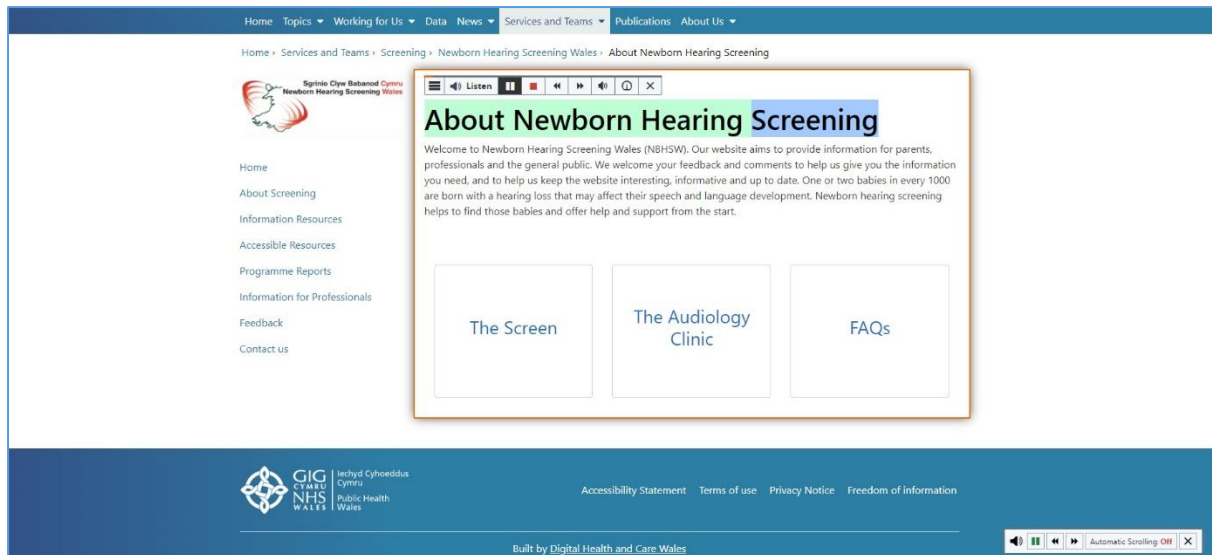 Home Topics Working for Us Data News Services and Teams Publications About Us
Home › Services and Teams › Screening › Newborn Hearing Screening Wales › About Newborn Hearing Screening
Sgrinio Clyw Babanod Cymru
Newborn Hearing Screening Wales
Home
About Screening
Information Resources
Accessible Resources
Programme Reports
Information for Professionals
Feedback
Contact us
Listen
About Newborn Hearing Screening
Welcome to Newborn Hearing Screening Wales (NBHSW). Our website aims to provide information for parents,
professionals and the general public. We welcome your feedback and comments to help us give you the information
you need, and to help us keep the website interesting, informative and up to date. One or two babies in every 1000
are born with a hearing loss that may affect their speech and language development. Newborn hearing screening
helps to find those babies and offer help and support from the start.
The Screen
The Audiology
Clinic
FAQs
GIG
CYMRU
NHS
WALES
Iechyd Cyhoeddus
Cymru
Public Health
Wales
Accessibility Statement Terms of use Privacy Notice Freedom of information
Built by Digital Health and Care Wales
Automatic Scrolling: Off